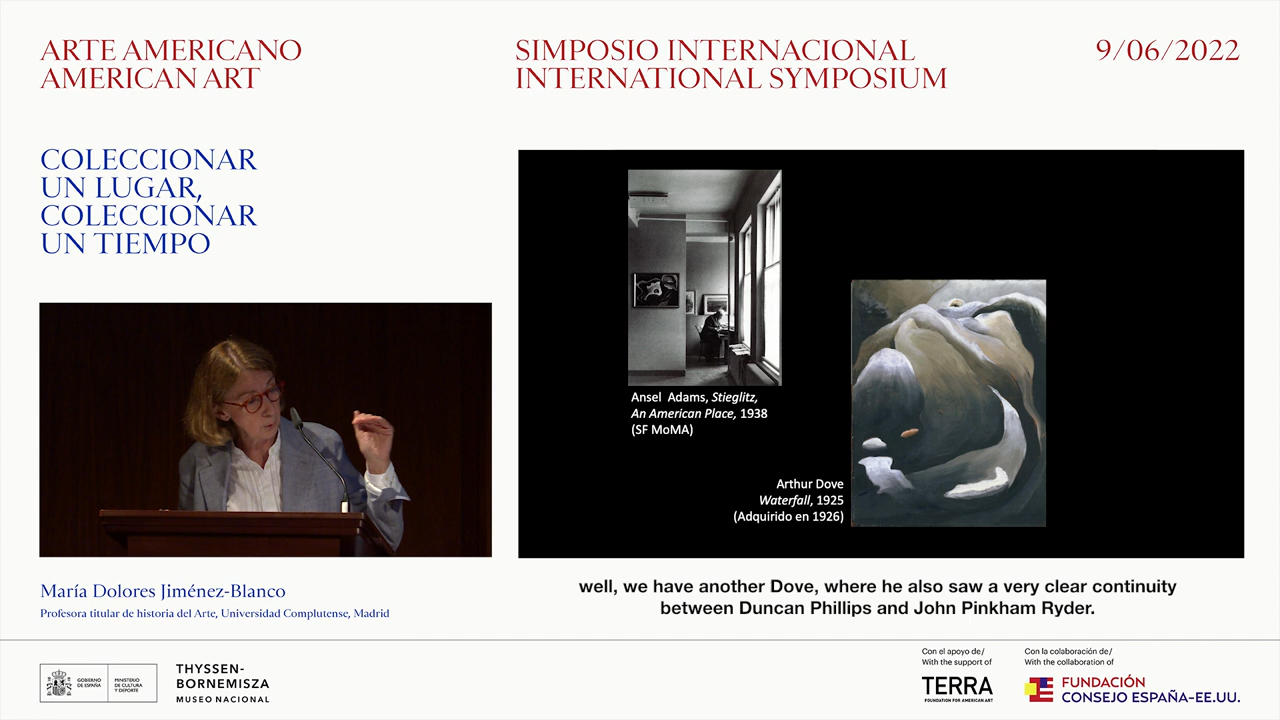 ARTE AMERICANO
AMERICAN ART
SIMPOSIO INTERNACIONAL
INTERNATIONAL SYMPOSIUM
9/06/2022
COLECCIONAR
UN LUGAR,
COLECCIONAR
UN TIEMPO
Ansel Adams, Stieglitz,
An American Place, 1938
(SF MoMA)
Arthur Dove
Waterfall, 1925
(Adquirido en 1926)
María Dolores Jiménez-Blanco
Profesora titular de historia del Arte, Universidad Complutense, Madrid
well, we have another Dove, where he also saw a very clear continuity
between Duncan Phillips and John Pinkham Ryder.
GOBIERNO
DE ESPAÑA
MINISTERIO
DE CULTURA
Y DEPORTE
THYSSEN-
BORNEMISZA
MUSEO NACIONAL
Con el apoyo de/
With the support of
TERRA
FOUNDATION FOR AMERICAN ART
Con la colaboración de/
With the collaboration of
FUNDACIÓN
CONSEJO ESPAÑA-EE.UU.